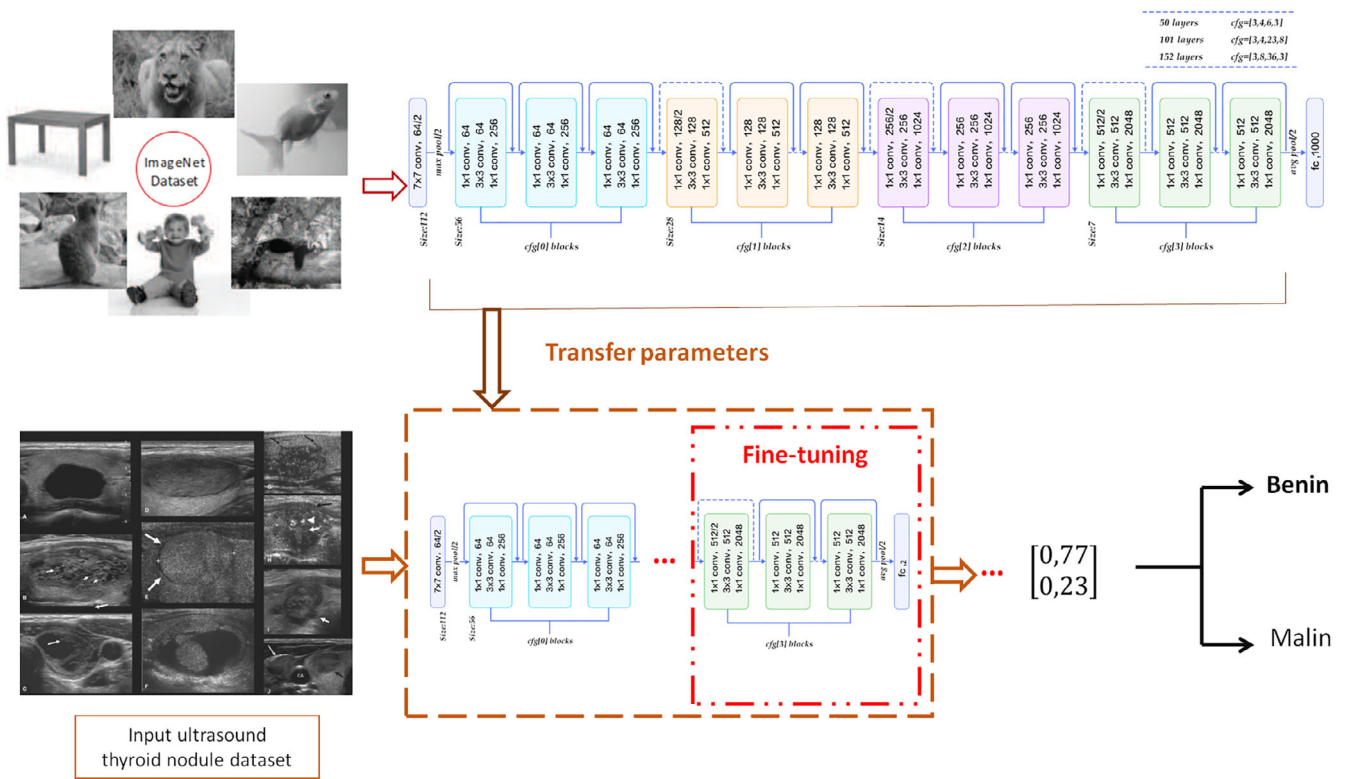 50 layers cfg=[3,4,6,3]
101 layers cfg=[3,4,23,8]
152 layers cfg=[3,8,36,3]
ImageNet
Dataset
7x7 conv, 64/2
Size:112
max pool/2
Size:56
1x1 conv, 64
3x3 conv, 64
1x1 conv, 256
1x1 conv, 64
3x3 conv, 64
1x1 conv, 256
1x1 conv, 64
3x3 conv, 64
1x1 conv, 256
cfg[0] blocks
Size:28
1x1 conv, 128/2
3x3 conv, 128
1x1 conv, 512
1x1 conv, 128
3x3 conv, 128
1x1 conv, 512
1x1 conv, 128
3x3 conv, 128
1x1 conv, 512
cfg[1] blocks
Size:14
1x1 conv, 256/2
3x3 conv, 256
1x1 conv, 1024
1x1 conv, 256
3x3 conv, 256
1x1 conv, 1024
1x1 conv, 256
3x3 conv, 256
1x1 conv, 1024
cfg[2] blocks
Size:7
1x1 conv, 512/2
3x3 conv, 512
1x1 conv, 2048
1x1 conv, 512
3x3 conv, 512
1x1 conv, 2048
1x1 conv, 512
3x3 conv, 512
1x1 conv, 2048
cfg[3] blocks
avg pool/2
fc, 1000
Transfer parameters
A
B
C
D
E
F
G
H
I
J
CA
Input ultrasound
thyroid nodule dataset
7x7 conv, 64/2
Size:112
max pool/2
Size:56
1x1 conv, 64
3x3 conv, 64
1x1 conv, 256
1x1 conv, 64
3x3 conv, 64
1x1 conv, 256
1x1 conv, 64
3x3 conv, 64
1x1 conv, 256
cfg[0] blocks
...
Fine-tuning
1x1 conv, 512/2
3x3 conv, 512
1x1 conv, 2048
1x1 conv, 512
3x3 conv, 512
1x1 conv, 2048
1x1 conv, 512
3x3 conv, 512
1x1 conv, 2048
cfg[3] blocks
avg pool/2
fc ,2
...
[0,77
0,23]
Benin
Malin